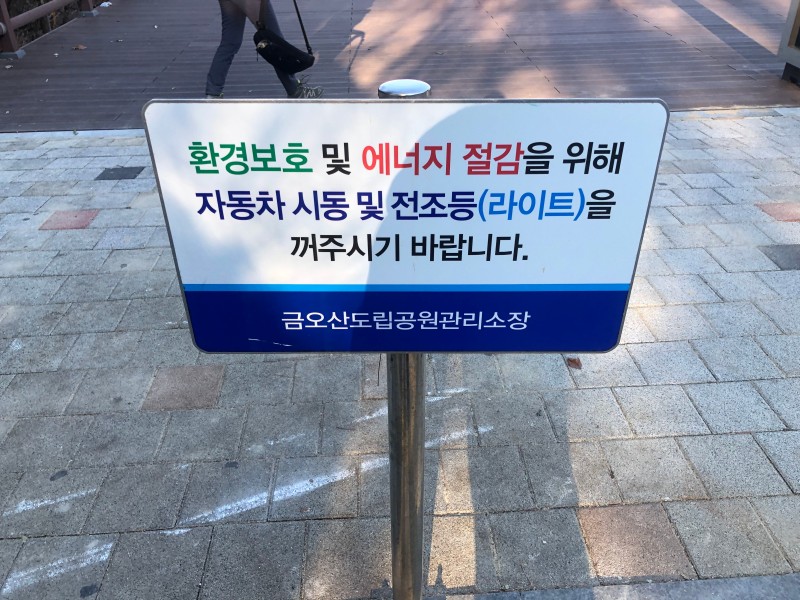 환경보호 및 에너지 절감을 위해
자동차 시동 및 전조등(라이트)을
꺼주시기 바랍니다.
금오산도립공원관리소장